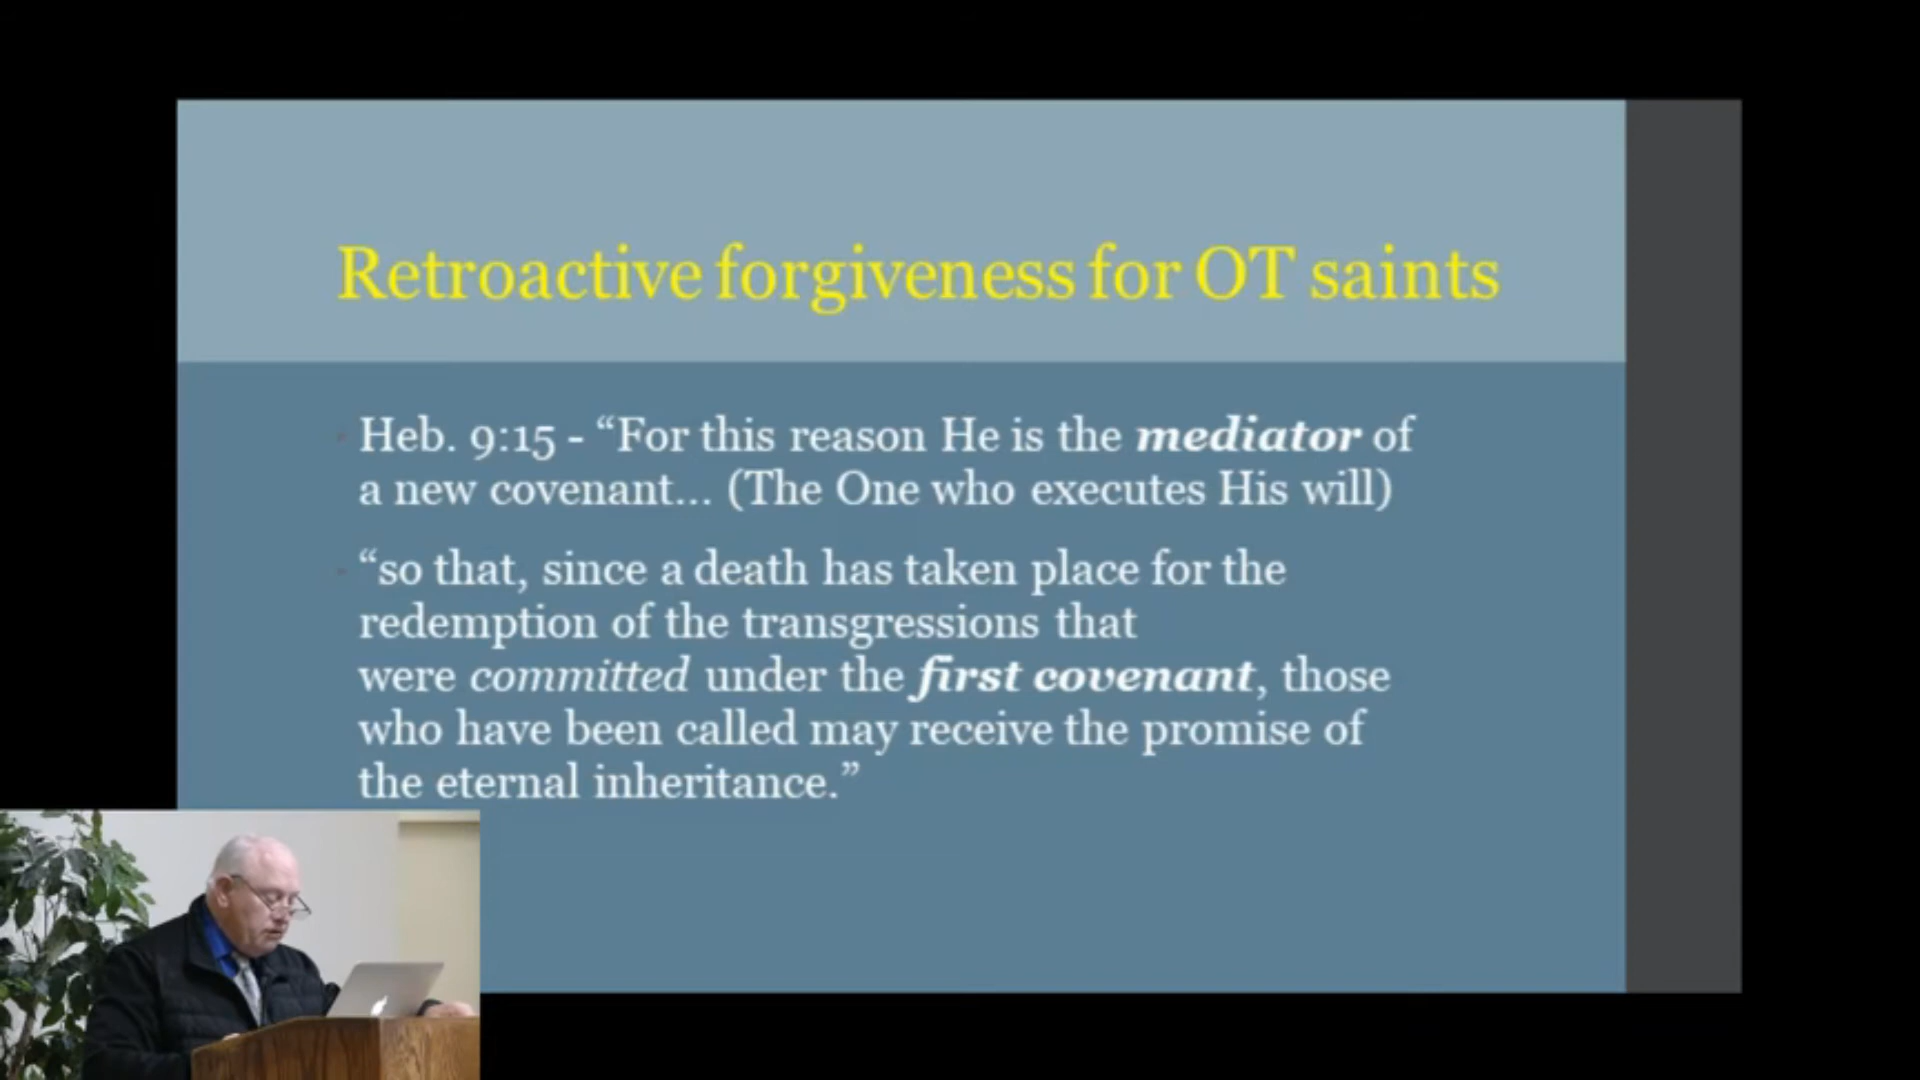 Retroactive forgiveness for OT saints
Heb. 9:15 - “For this reason He is the mediator of
a new covenant... (The One who executes His will)
“so that, since a death has taken place for the
redemption of the transgressions that
were committed under the first covenant, those
who have been called may receive the promise of
the eternal inheritance.”